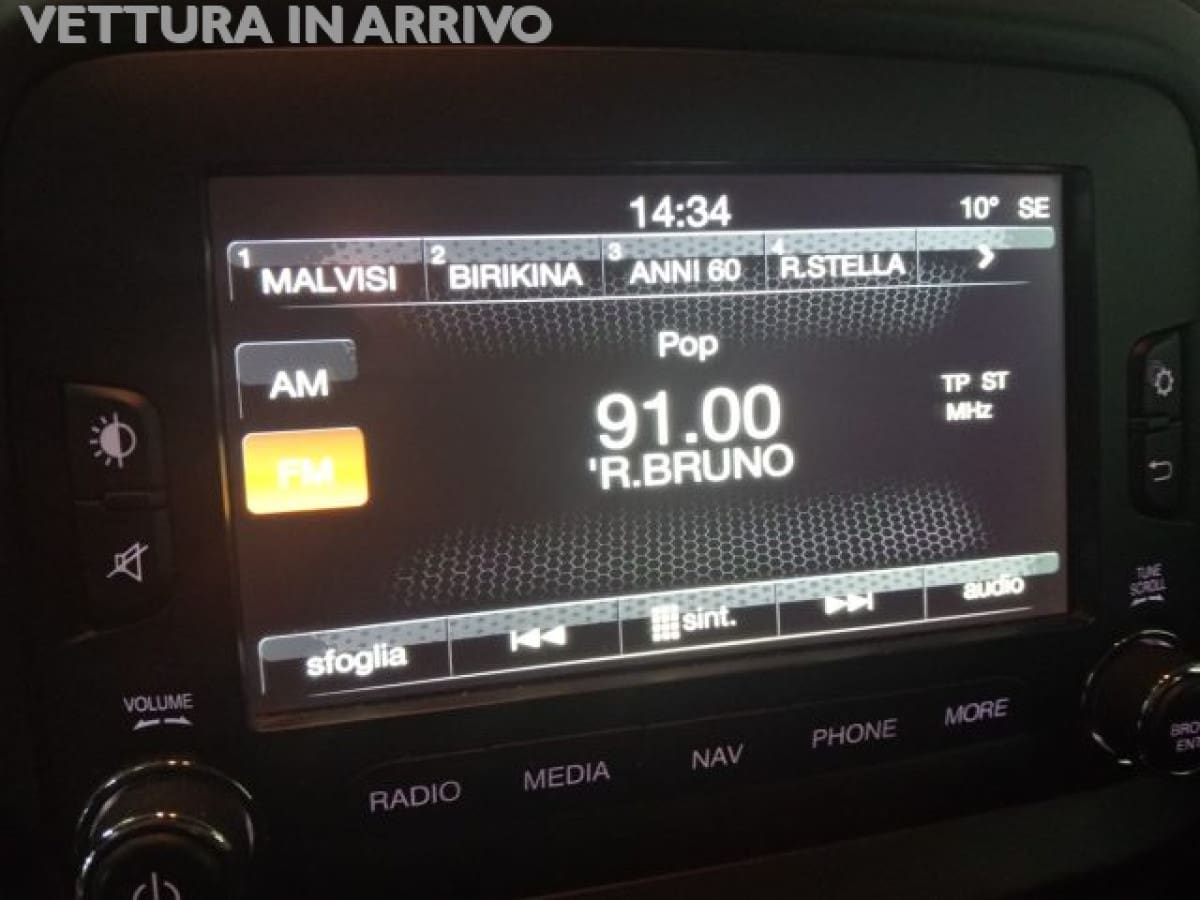 VETTURA IN ARRIVO
14:34
10° SE
1 MALVISI
2 BIRIKINA
3 ANNI 60
4 R.STELLA
Pop
AM
91.00
TP ST
MHz
FM
'R.BRUNO
sfoglia
sint.
audio
TUNE
SCROLL
VOLUME
RADIO
MEDIA
NAV
PHONE
MORE